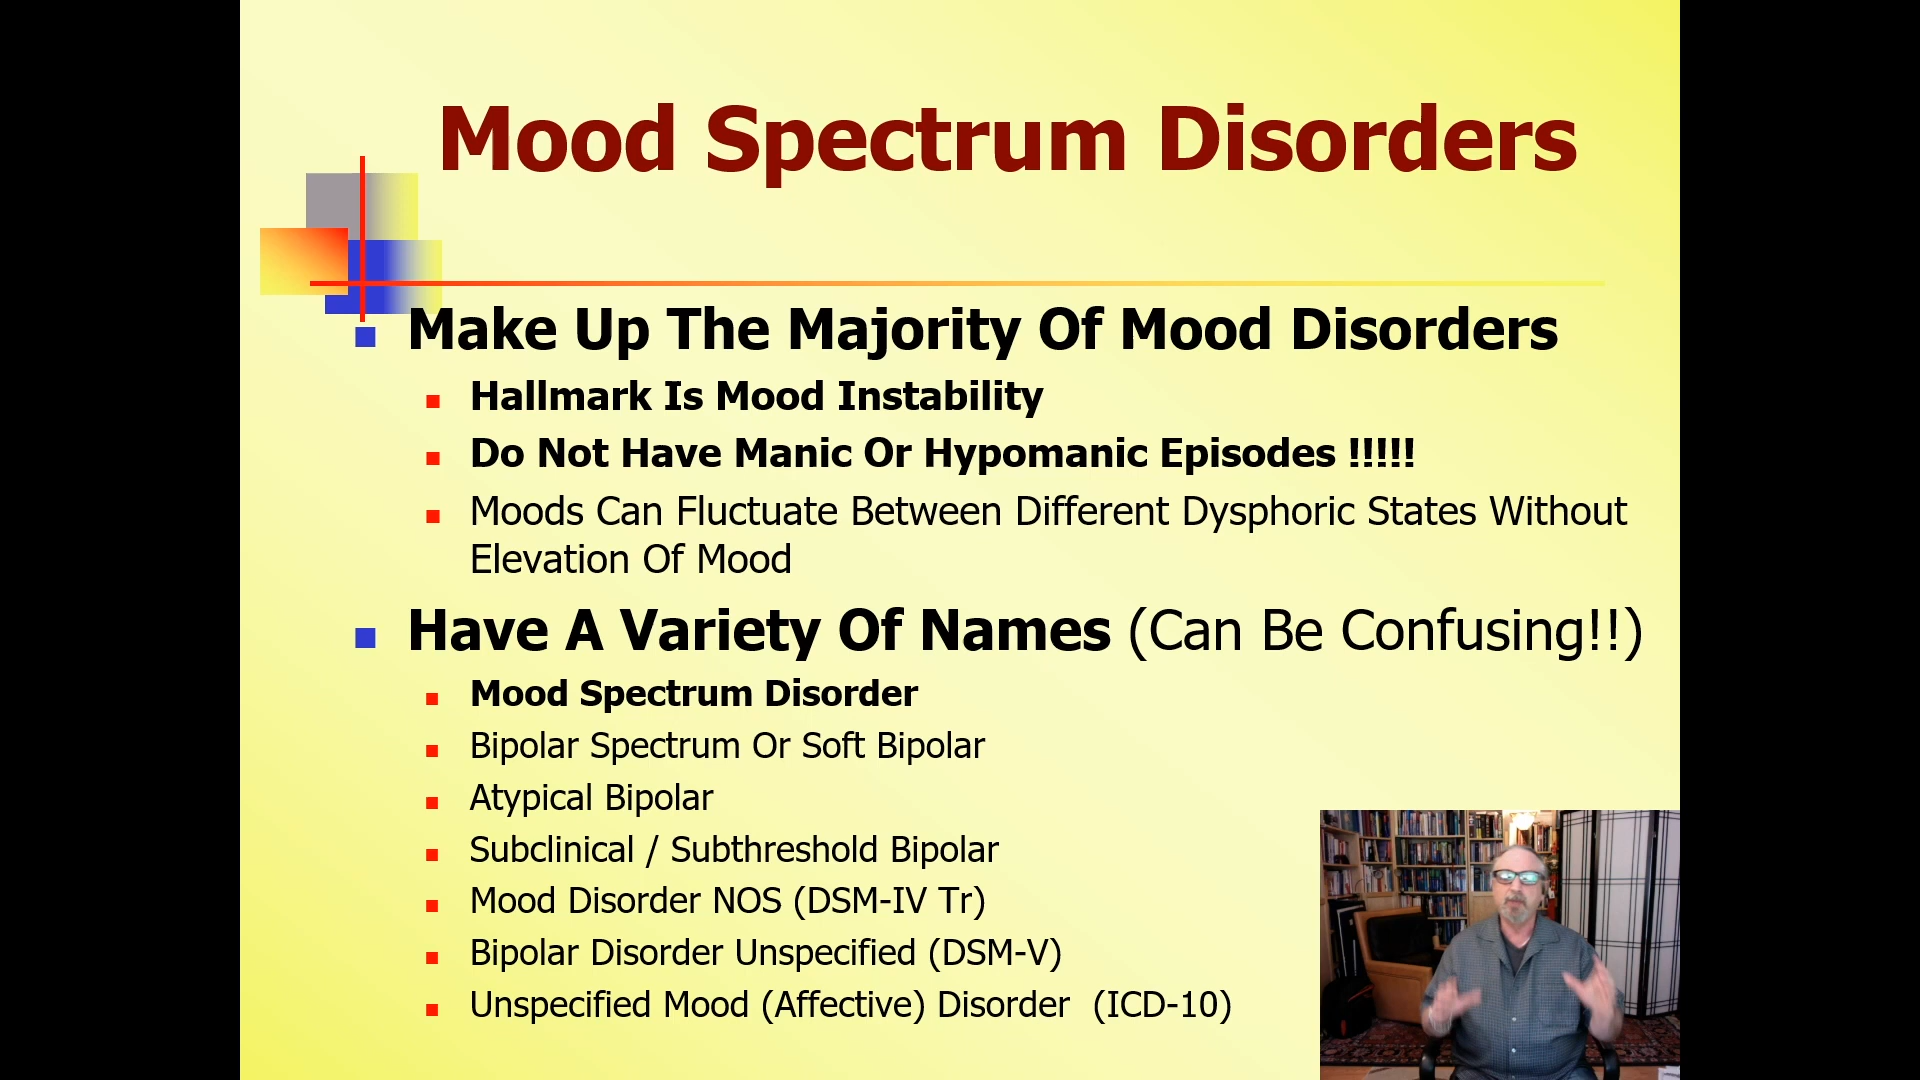 Mood Spectrum Disorders
Make Up The Majority Of Mood Disorders
Hallmark Is Mood Instability
Do Not Have Manic Or Hypomanic Episodes !!!!!
Moods Can Fluctuate Between Different Dysphoric States Without
Elevation Of Mood
Have A Variety Of Names (Can Be Confusing!!)
Mood Spectrum Disorder
Bipolar Spectrum Or Soft Bipolar
Atypical Bipolar
Subclinical / Subthreshold Bipolar
Mood Disorder NOS (DSM-IV Tr)
Bipolar Disorder Unspecified (DSM-V)
Unspecified Mood (Affective) Disorder (ICD-10)